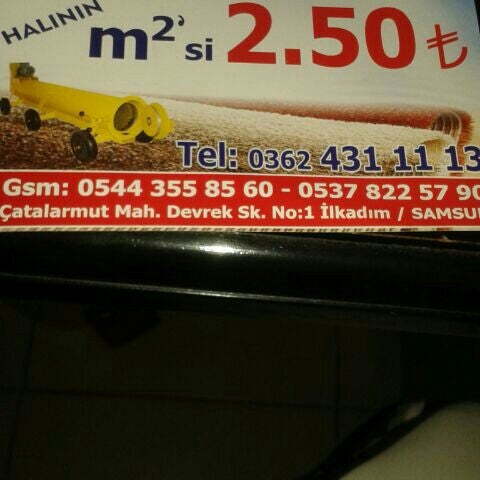 HALININ
m²'si 2.50 ₺
Tel: 0362 431 11 13
Gsm: 0544 355 85 60 - 0537 822 57 90
Çatalarmut Mah. Devrek Sk. No:1 İlkadım / SAMSU